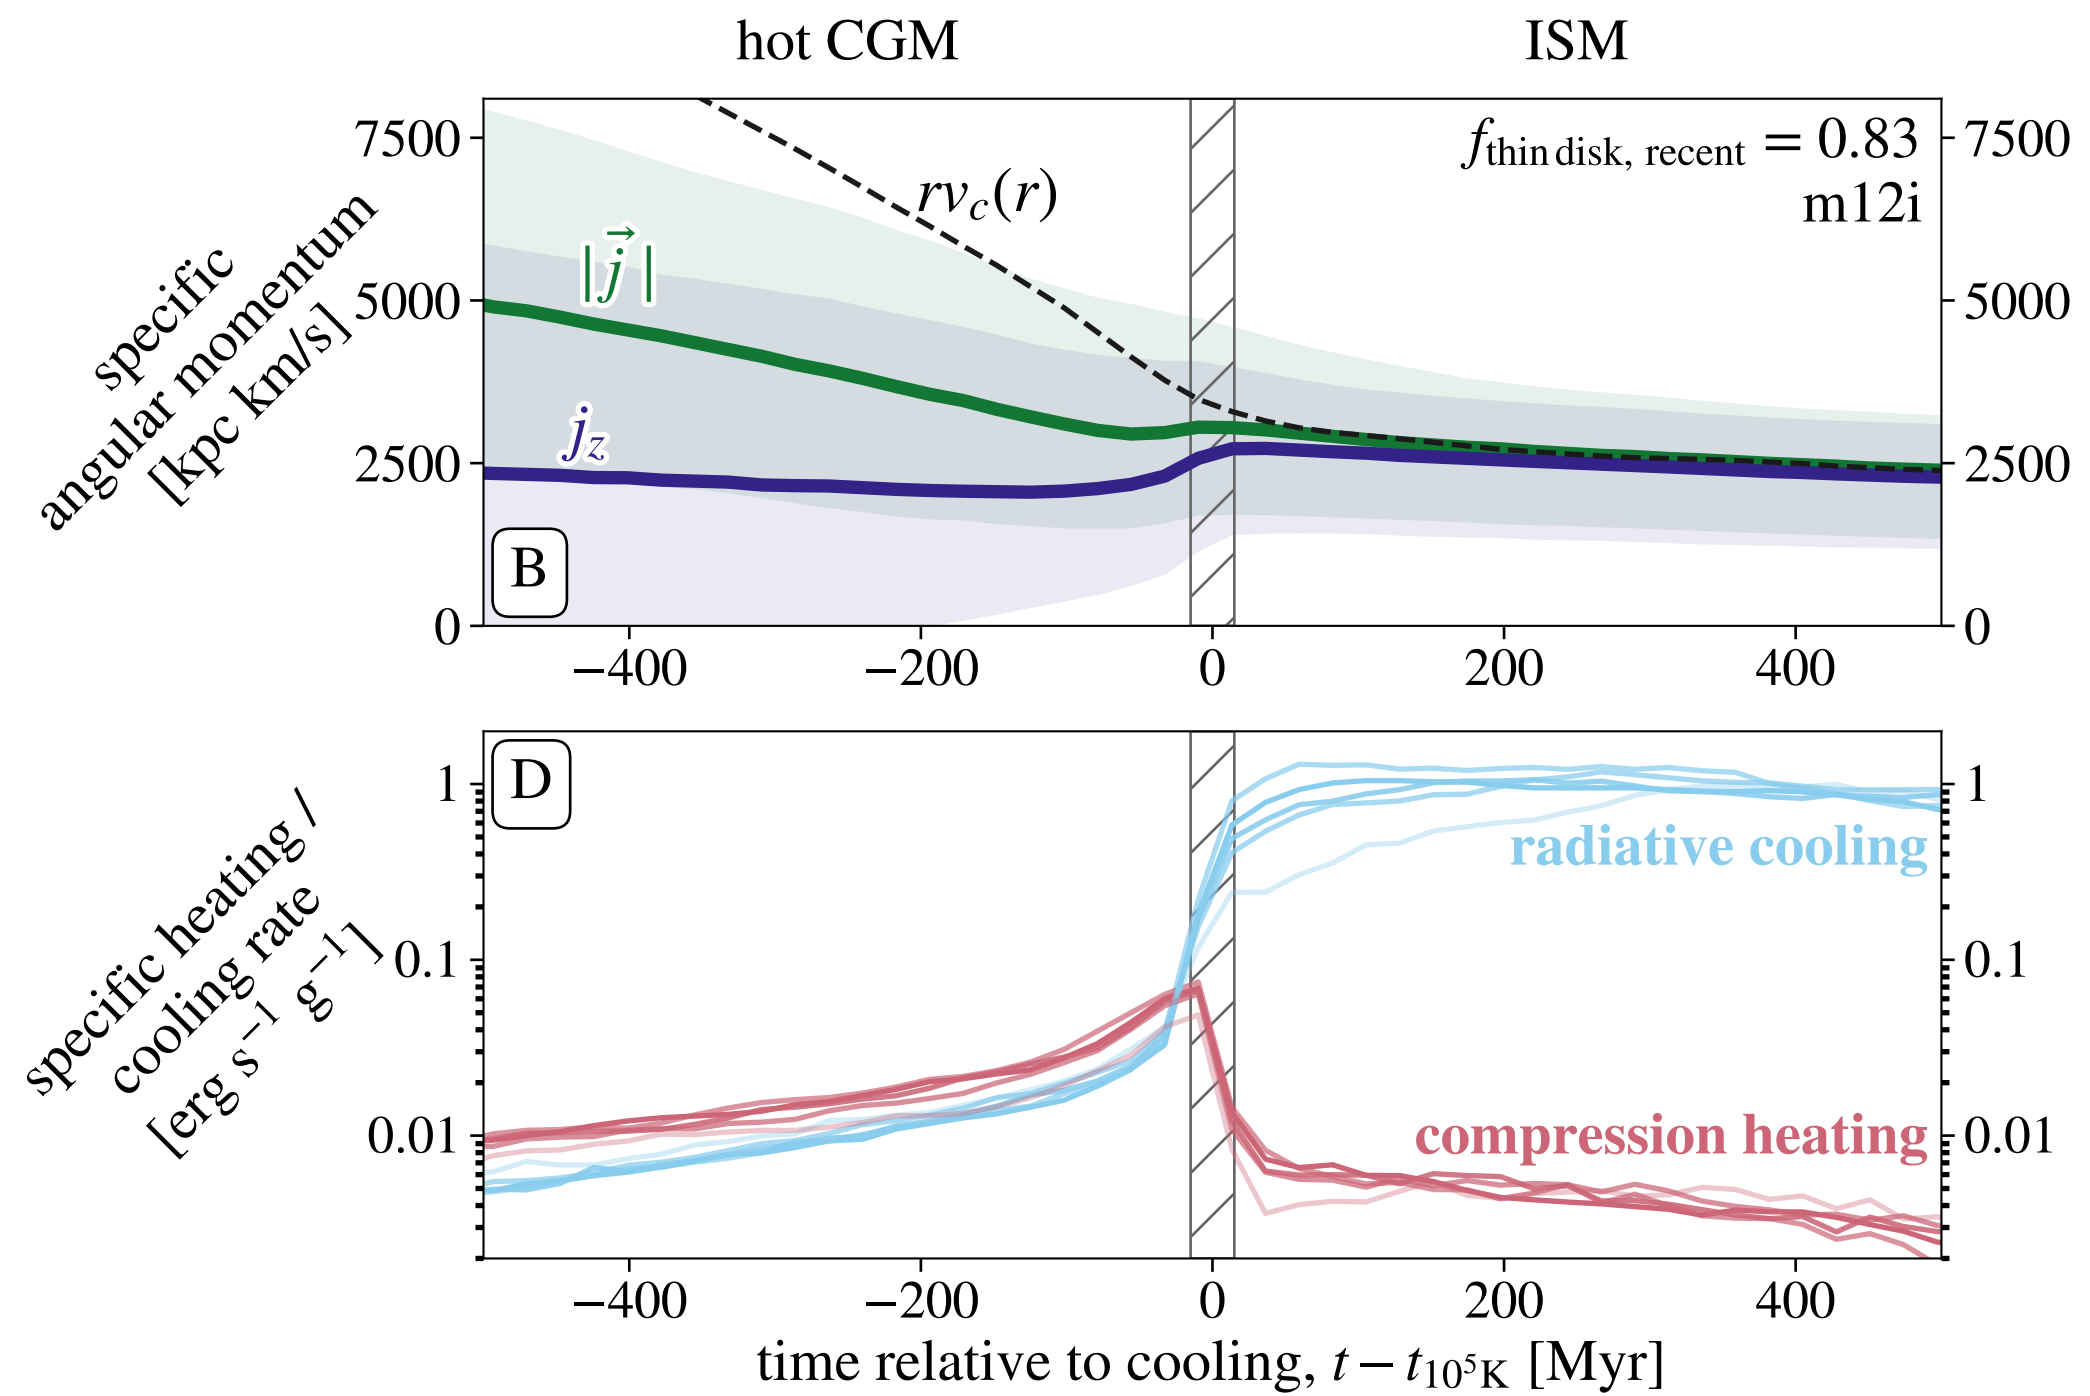 hot CGM
ISM
specific
angular momentum
[kpc km/s]
7500
5000
2500
0
7500
5000
2500
0
f_thin disk, recent = 0.83
m12i
rv_c(r)
|j⃗|
j_z
B
−400
−200
0
200
400
D
specific heating /
cooling rate
[erg s⁻¹ g⁻¹]
1
0.1
0.01
1
0.1
0.01
radiative cooling
compression heating
−400
−200
0
200
400
time relative to cooling, t − t_10⁵K [Myr]